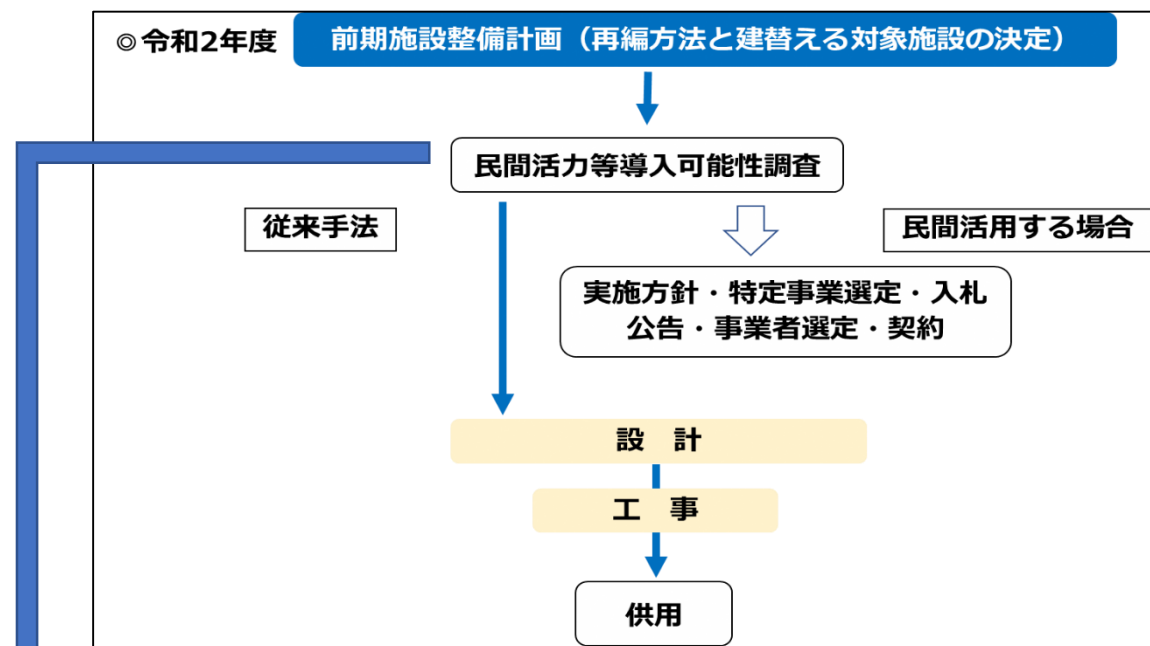 ◎令和2年度
前期施設整備計画（再編方法と建替える対象施設の決定）
民間活力等導入可能性調査
従来手法
民間活用する場合
実施方針・特定事業選定・入札
公告・事業者選定・契約
設　計
工　事
供用